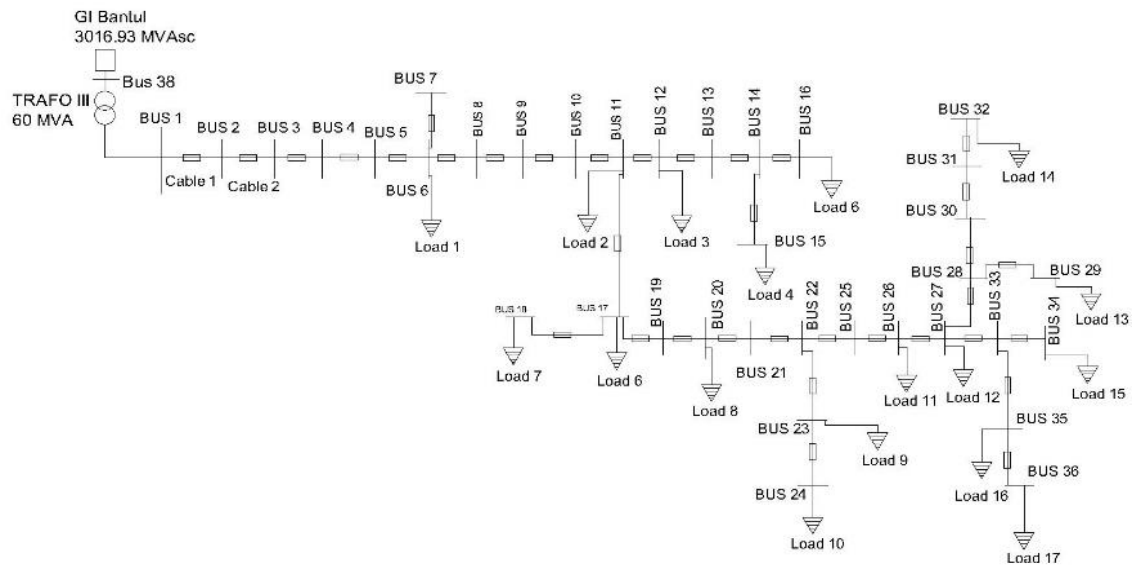 GI Bantul
3016.93 MVAsc
Bus 38
TRAFO III
60 MVA
BUS 1
BUS 2
BUS 3
BUS 4
BUS 5
BUS 7
BUS 8
BUS 9
BUS 10
BUS 11
BUS 12
BUS 13
BUS 14
BUS 16
Cable 1
Cable 2
BUS 6
Load 1
Load 2
Load 3
BUS 15
Load 4
Load 6
BUS 32
BUS 31
Load 14
BUS 30
BUS 28
BUS 29
Load 13
BUS 18
BUS 17
BUS 19
BUS 20
BUS 21
BUS 22
BUS 25
BUS 26
BUS 27
BUS 33
BUS 34
Load 7
Load 6
Load 8
Load 11
Load 12
Load 15
BUS 23
Load 9
BUS 35
BUS 24
Load 16
BUS 36
Load 10
Load 17